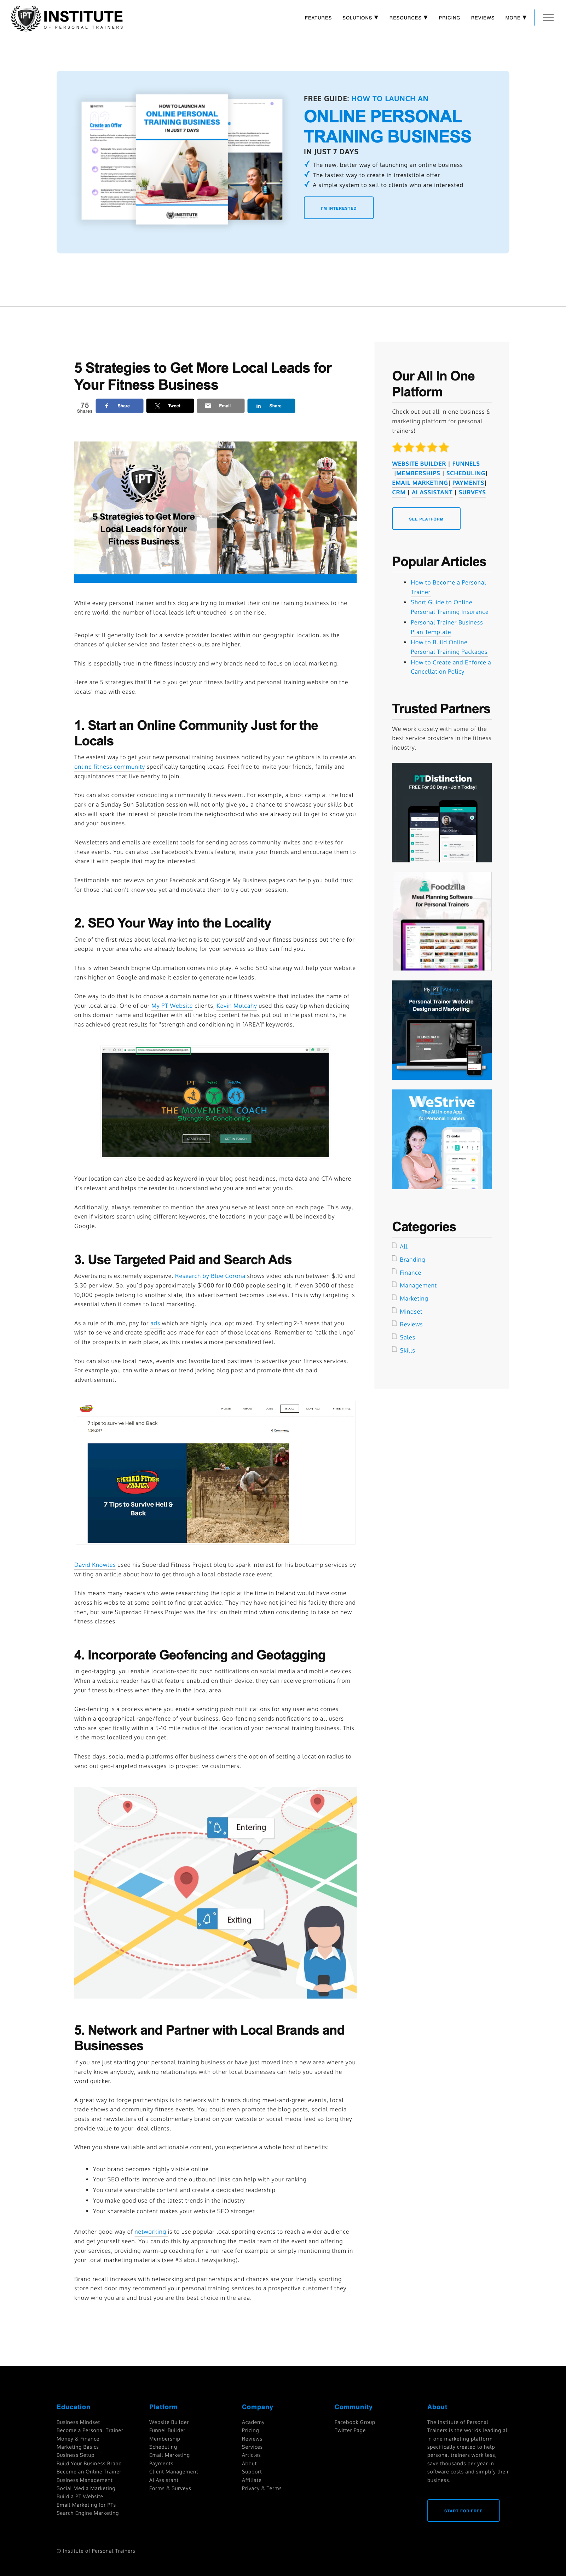 IPT INSTITUTE
OF PERSONAL TRAINERS
FEATURES SOLUTIONS ▼ RESOURCES ▼ PRICING REVIEWS MORE ▼
HOW TO LAUNCH AN
ONLINE PERSONAL
TRAINING BUSINESS
IN JUST 7 DAYS
Create an Offer
INSTITUTE
FREE GUIDE: HOW TO LAUNCH AN
ONLINE PERSONAL
TRAINING BUSINESS
IN JUST 7 DAYS
✓ The new, better way of launching an online business
✓ The fastest way to create in irresistible offer
✓ A simple system to sell to clients who are interested
I'M INTERESTED
5 Strategies to Get More Local Leads for
Your Fitness Business
75
Shares
Share
Tweet
Email
Share
IPT
5 Strategies to Get More
Local Leads for Your
Fitness Business
While every personal trainer and his dog are trying to market their online training business to the
entire world, the number of local leads left untouched is on the rise.
People still generally look for a service provider located within our geographic location, as the
chances of quicker service and faster check-outs are higher.
This is especially true in the fitness industry and why brands need to focus on local marketing.
Here are 5 strategies that'll help you get your fitness facility and personal training website on the
locals' map with ease.
1. Start an Online Community Just for the
Locals
The easiest way to get your new personal training business noticed by your neighbors is to create an
online fitness community specifically targeting locals. Feel free to invite your friends, family and
acquaintances that live nearby to join.
You can also consider conducting a community fitness event. For example, a boot camp at the local
park or a Sunday Sun Salutation session will not only give you a chance to showcase your skills but
also will spark the interest of people from the neighborhood who are already out to get to know you
and your business.
Newsletters and emails are excellent tools for sending across community invites and e-vites for
these events. You can also use Facebook's Events feature, invite your friends and encourage them to
share it with people that may be interested.
Testimonials and reviews on your Facebook and Google My Business pages can help you build trust
for those that don't know you yet and motivate them to try out your session.
2. SEO Your Way into the Locality
One of the first rules about local marketing is to put yourself and your fitness business out there for
people in your area who are already looking for your services so they can find you.
This is when Search Engine Optimisation comes into play. A solid SEO strategy will help your website
rank higher on Google and make it easier to generate new leads.
One way to do that is to choose a domain name for your fitness website that includes the name of
your local area. One of our My PT Website clients, Kevin Mulcahy used this easy tip when deciding
on his domain name and together with all the blog content he has put out in the past months, he
has achieved great results for "strength and conditioning in [AREA]" keywords.
PT S&C TMS
THE MOVEMENT COACH
Strength & Conditioning
Your location can also be added as keyword in your blog post headlines, meta data and CTA where
it's relevant and helps the reader to understand who you are and what you do.
Additionally, always remember to mention the area you serve at least once on each page. This way,
even if visitors search using different keywords, the locations in your page will be indexed by
Google.
3. Use Targeted Paid and Search Ads
Advertising is extremely expensive. Research by Blue Corona shows video ads run between $.10 and
$.30 per view. So, you'd pay approximately $1000 for 10,000 people seeing it. If even 3000 of these
10,000 people belong to another state, this advertisement becomes useless. This is why targeting is
essential when it comes to local marketing.
As a rule of thumb, pay for ads which are highly local optimized. Try selecting 2-3 areas that you
wish to serve and create specific ads made for each of those locations. Remember to 'talk the lingo'
of the prospects in each place, as this creates a more personalized feel.
You can also use local news, events and favorite local pastimes to advertise your fitness services.
For example you can write a news or trend jacking blog post and promote that via paid
advertisement.
HOME ABOUT JOIN BLOG CONTACT FREE TRIAL
7 tips to survive Hell and Back
0 Comments
SUPERDAD FITNESS
PROJECT
7 Tips to Survive Hell &
Back
David Knowles used his Superdad Fitness Project blog to spark interest for his bootcamp services by
writing an article about how to get through a local obstacle race event.
This means many readers who were researching the topic at the time in Ireland would have come
across his website at some point to find great advice. They may have not joined his facility there and
then, but sure Superdad Fitness Projec was the first on their mind when considering to take on new
fitness classes.
4. Incorporate Geofencing and Geotagging
In geo-tagging, you enable location-specific push notifications on social media and mobile devices.
When a website reader has that feature enabled on their device, they can receive promotions from
your fitness business when they are in the local area.
Geo-fencing is a process where you enable sending push notifications for any user who comes
within a geographical range/fence of your business. Geo-fencing sends notifications to all users
who are specifically within a 5-10 mile radius of the location of your personal training business. This
is the most localized you can get.
These days, social media platforms offer business owners the option of setting a location radius to
send out geo-targeted messages to prospective customers.
Entering
Exiting
5. Network and Partner with Local Brands and
Businesses
If you are just starting your personal training business or have just moved into a new area where you
hardly know anybody, seeking relationships with other local businesses can help you spread the
word quicker.
A great way to forge partnerships is to network with brands during meet-and-greet events, local
trade shows and community fitness events. You could even promote the blog posts, social media
posts and newsletters of a complimentary brand on your website or social media feed so long they
provide value to your ideal clients.
When you share valuable and actionable content, you experience a whole host of benefits:
• Your brand becomes highly visible online
• Your SEO efforts improve and the outbound links can help with your ranking
• You curate searchable content and create a dedicated readership
• You make good use of the latest trends in the industry
• Your shareable content makes your website SEO stronger
Another good way of networking is to use popular local sporting events to reach a wider audience
and get yourself seen. You can do this by approaching the media team of the event and offering
your services, providing warm-up coaching for a run race for example or simply mentioning them in
your local marketing materials (see #3 about newsjacking).
Brand recall increases with networking and partnerships and chances are your friendly sporting
store next door may recommend your personal training services to a prospective customer f they
know who you are and trust you are the best choice in the area.
Our All In One
Platform
Check out out all in one business &
marketing platform for personal
trainers!
WEBSITE BUILDER | FUNNELS
|MEMBERSHIPS | SCHEDULING|
EMAIL MARKETING| PAYMENTS|
CRM | AI ASSISTANT | SURVEYS
SEE PLATFORM
Popular Articles
• How to Become a Personal
Trainer
• Short Guide to Online
Personal Training Insurance
• Personal Trainer Business
Plan Template
• How to Build Online
Personal Training Packages
• How to Create and Enforce a
Cancellation Policy
Trusted Partners
We work closely with some of the
best service providers in the fitness
industry.
PTDistinction
FREE For 30 Days - Join Today!
Foodzilla
Meal Planning Software
for Personal Trainers
My PT Website
Personal Trainer Website
Design and Marketing
WeStrive
The All-in-one App
for Personal Trainers
Calendar
Categories
All
Branding
Finance
Management
Marketing
Mindset
Reviews
Sales
Skills
Education
Business Mindset
Become a Personal Trainer
Money & Finance
Marketing Basics
Business Setup
Build Your Business Brand
Become an Online Trainer
Business Management
Social Media Marketing
Build a PT Website
Email Marketing for PTs
Search Engine Marketing
Platform
Website Builder
Funnel Builder
Membership
Scheduling
Email Marketing
Payments
Client Management
AI Assistant
Forms & Surveys
Company
Academy
Pricing
Reviews
Services
Articles
About
Support
Affiliate
Privacy & Terms
Community
Facebook Group
Twitter Page
About
The Institute of Personal
Trainers is the worlds leading all
in one marketing platform
specifically created to help
personal trainers work less,
save thousands per year in
software costs and simplify their
business.
START FOR FREE
© Institute of Personal Trainers